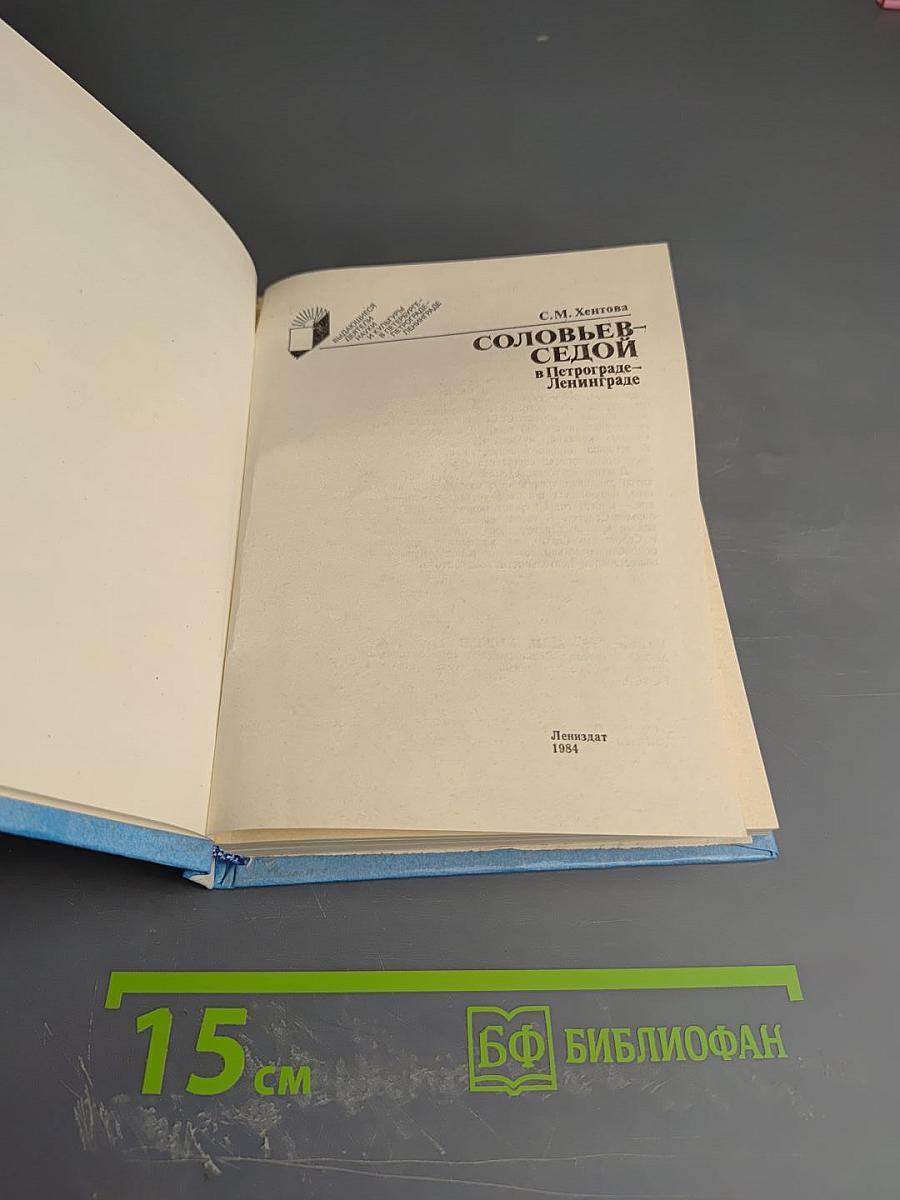 ВЫДАЮЩИЕСЯ
ДЕЯТЕЛИ
НАУКИ
И КУЛЬТУРЫ
В ПЕТЕРБУРГЕ-
ПЕТРОГРАДЕ-
ЛЕНИНГРАДЕ
С.М. Хентова
СОЛОВЬЕВ-
СЕДОЙ
в Петрограде-
Ленинграде
Лениздат
1984
15 см
БФ БИБЛИОФАН